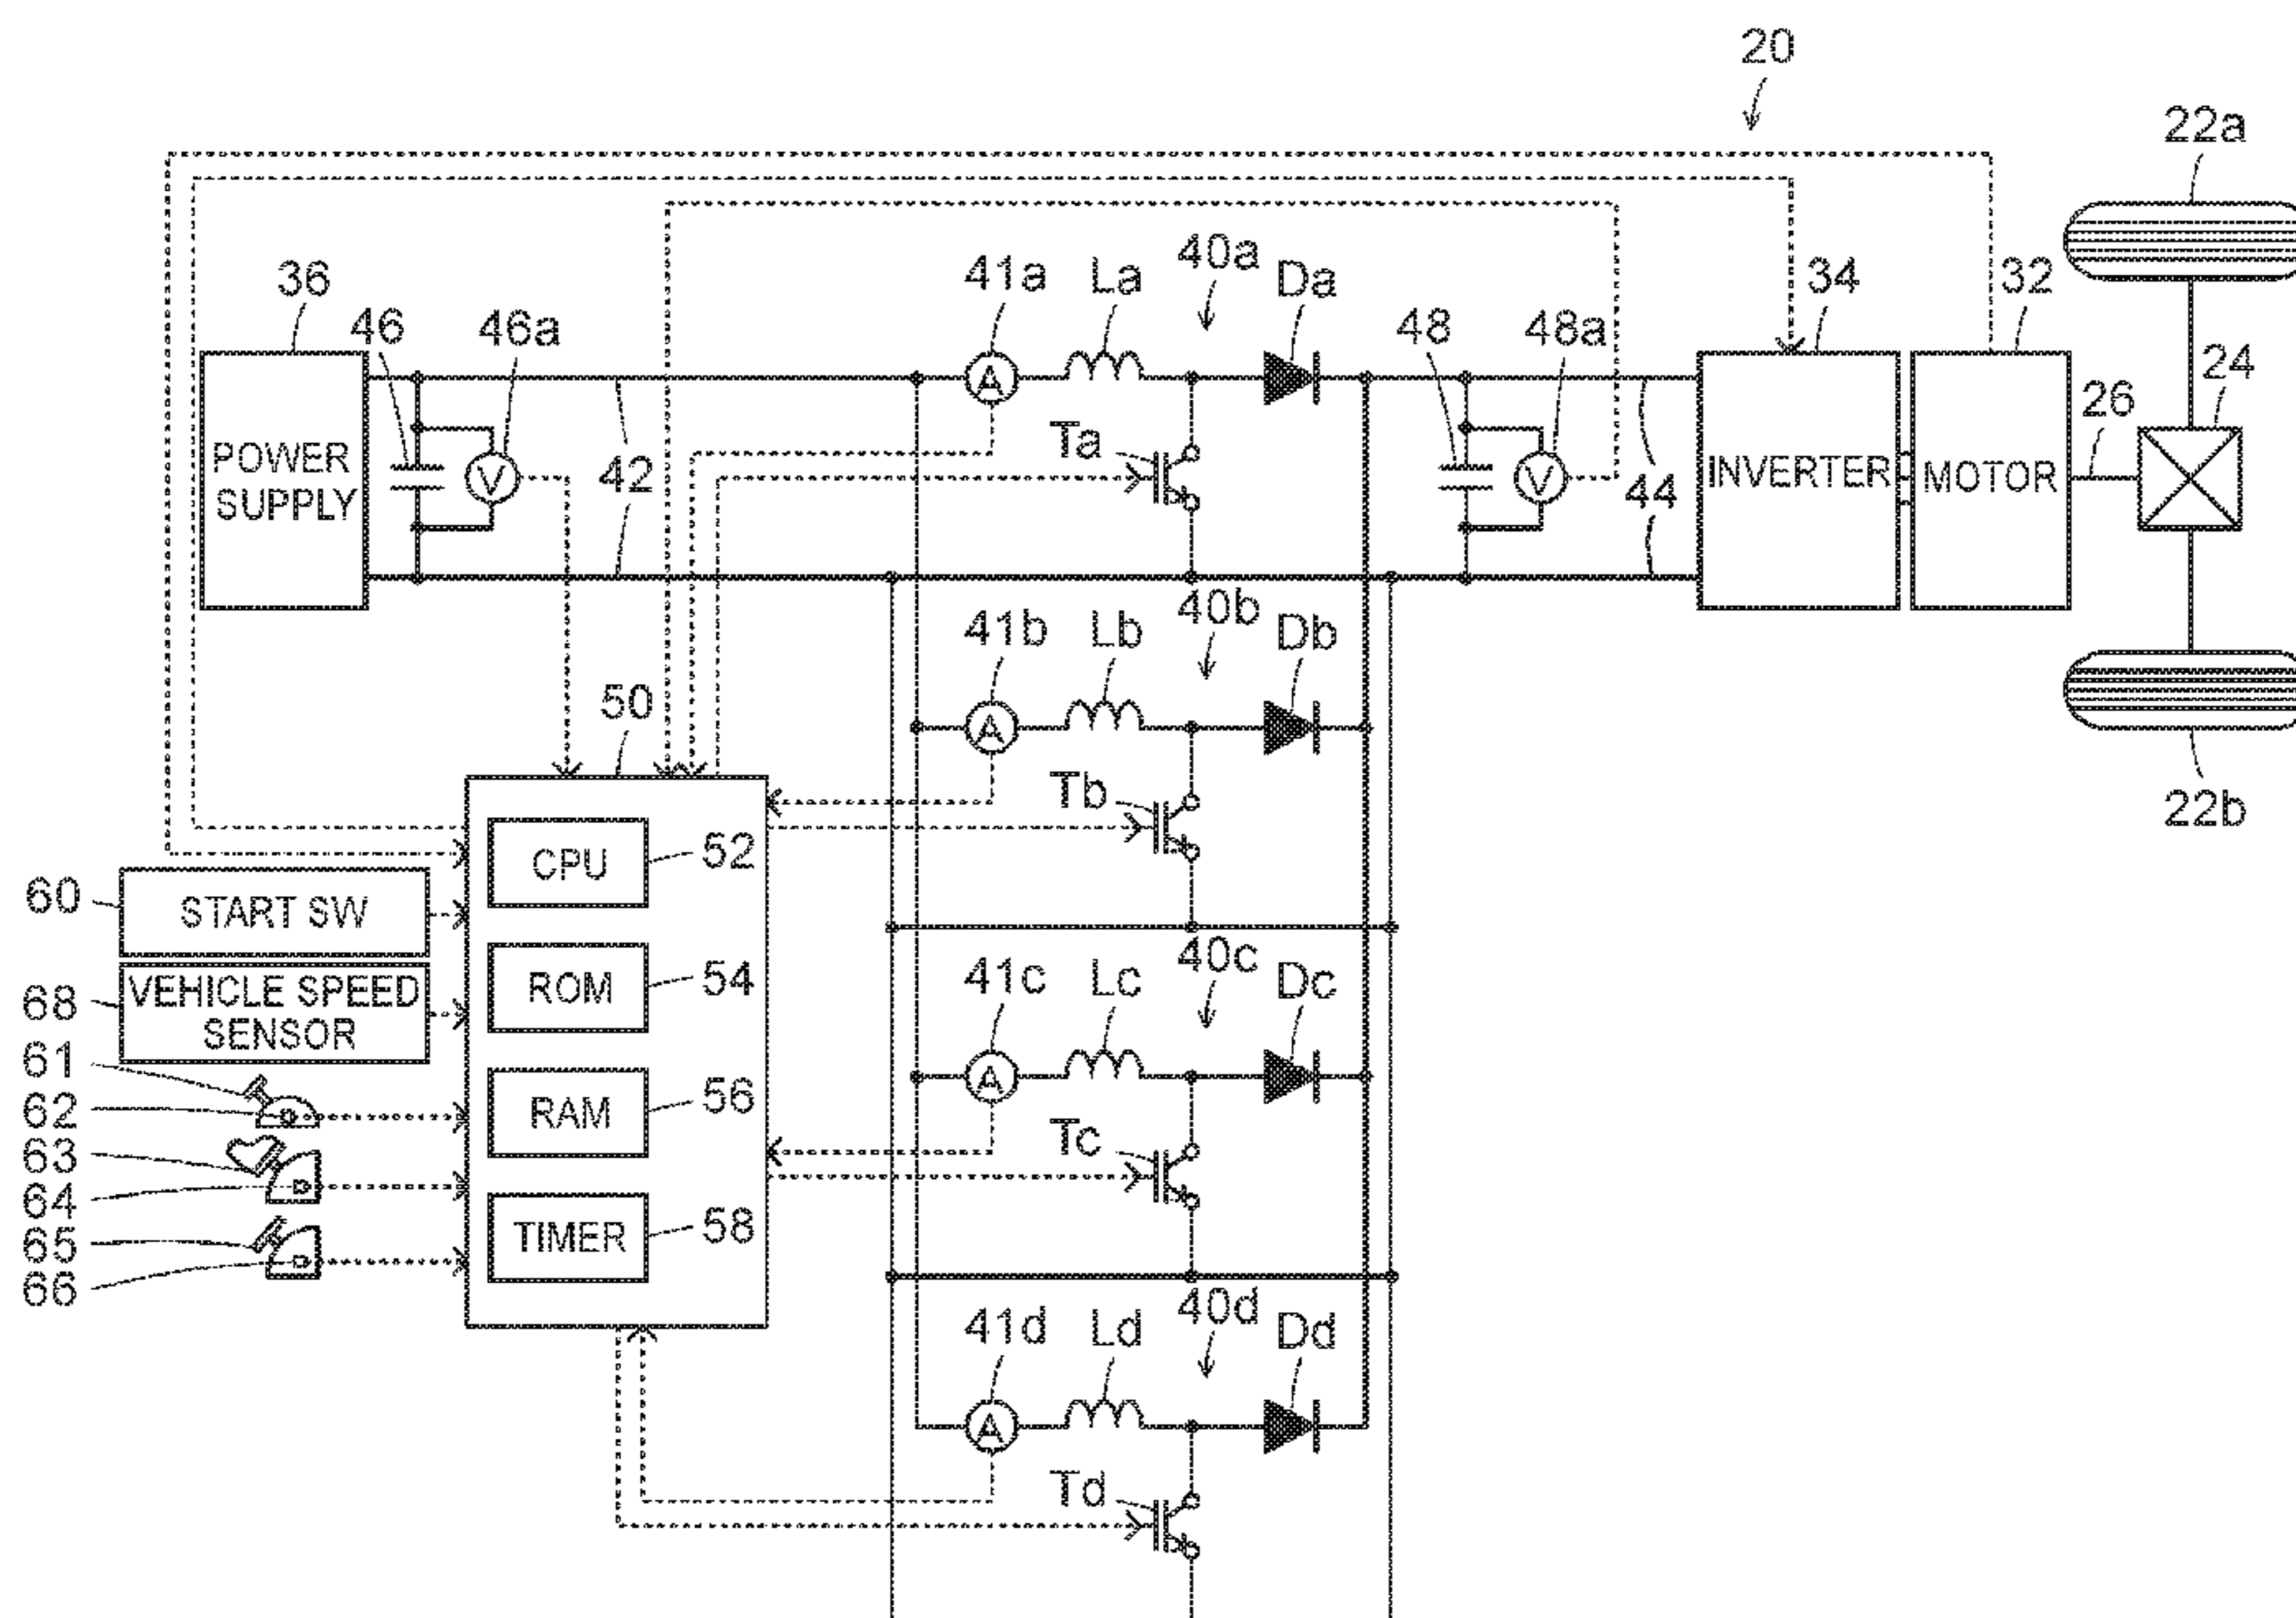 20
22a
36
46
46a
41a
La
40a
Da
48
48a
34
32
24
26
POWER
SUPPLY
42
Ta
V
A
V
INVERTER
MOTOR
44
41b
Lb
40b
Db
22b
50
A
Tb
CPU
52
60
START SW
ROM
54
68
VEHICLE SPEED
SENSOR
41c
Lc
40c
Dc
61
62
63
64
65
66
RAM
56
A
Tc
TIMER
58
41d
Ld
40d
Dd
A
Td